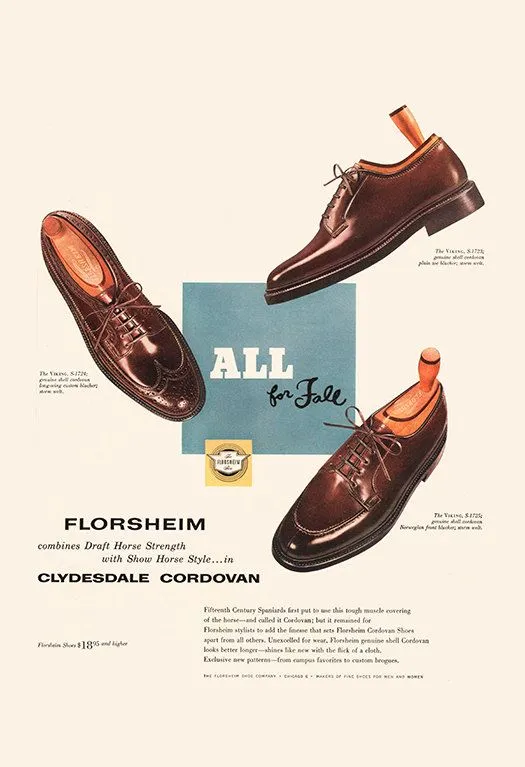 The VIKING, S-1723;
genuine shell cordovan
plain toe blucher; storm welt.
The VIKING, S-1724;
genuine shell cordovan
long-wing custom blucher;
storm welt.
ALL
for Fall
The
FLORSHEIM
Shoe
The VIKING, S-1725;
genuine shell cordovan
Norwegian front blucher; storm welt.
FLORSHEIM
combines Draft Horse Strength
with Show Horse Style...in
CLYDESDALE CORDOVAN
Florsheim Shoes $18⁹⁵ and higher
Fifteenth Century Spaniards first put to use this tough muscle covering
of the horse—and called it Cordovan; but it remained for
Florsheim stylists to add the finesse that sets Florsheim Cordovan Shoes
apart from all others. Unexcelled for wear, Florsheim genuine shell Cordovan
looks better longer—shines like new with the flick of a cloth.
Exclusive new patterns—from campus favorites to custom brogues.
THE FLORSHEIM SHOE COMPANY • CHICAGO 6 • MAKERS OF FINE SHOES FOR MEN AND WOMEN